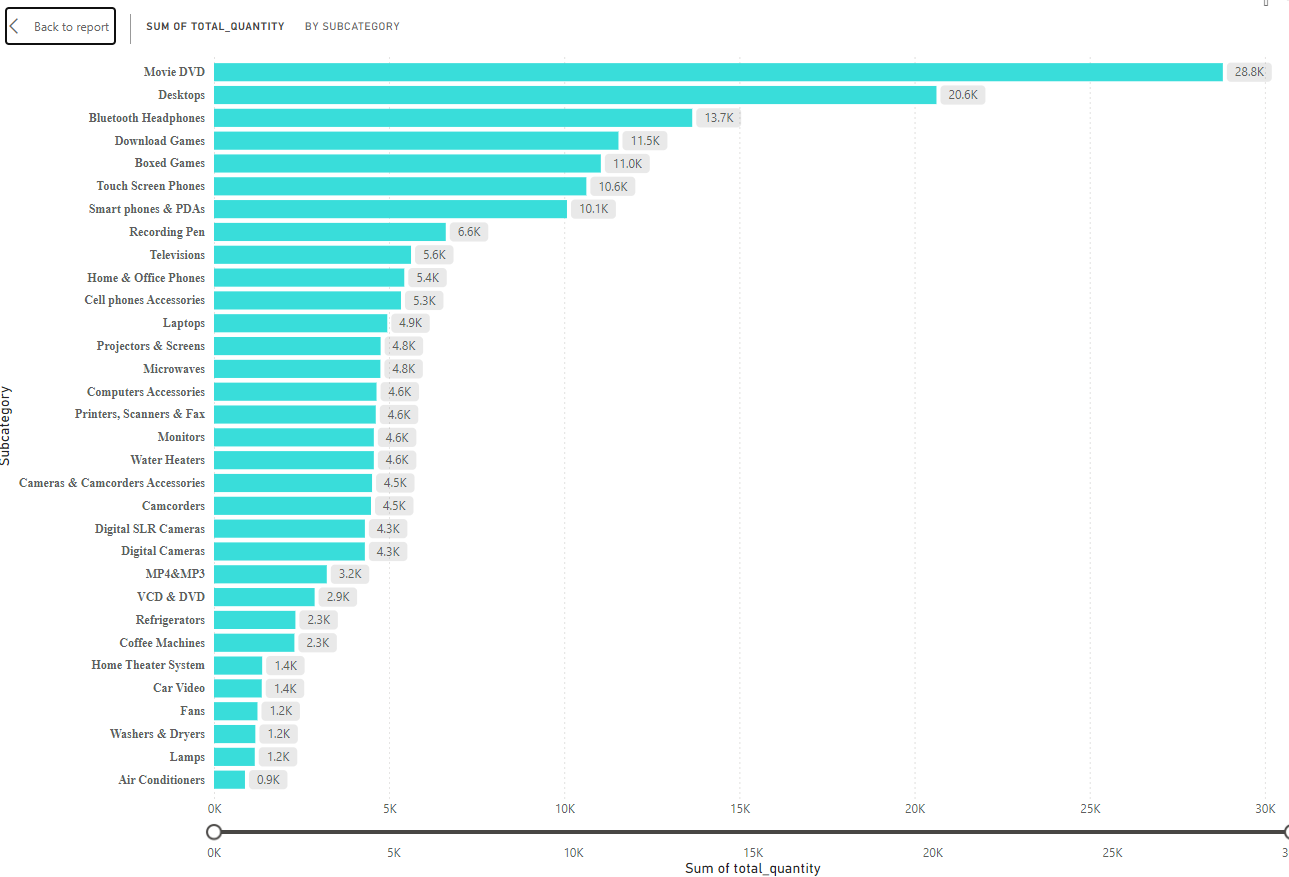 Back to report
SUM OF TOTAL_QUANTITY BY SUBCATEGORY
Movie DVD 28.8K
Desktops 20.6K
Bluetooth Headphones 13.7K
Download Games 11.5K
Boxed Games 11.0K
Touch Screen Phones 10.6K
Smart phones & PDAs 10.1K
Recording Pen 6.6K
Televisions 5.6K
Home & Office Phones 5.4K
Cell phones Accessories 5.3K
Laptops 4.9K
Projectors & Screens 4.8K
Microwaves 4.8K
Computers Accessories 4.6K
Printers, Scanners & Fax 4.6K
Monitors 4.6K
Water Heaters 4.6K
Cameras & Camcorders Accessories 4.5K
Camcorders 4.5K
Digital SLR Cameras 4.3K
Digital Cameras 4.3K
MP4&MP3 3.2K
VCD & DVD 2.9K
Refrigerators 2.3K
Coffee Machines 2.3K
Home Theater System 1.4K
Car Video 1.4K
Fans 1.2K
Washers & Dryers 1.2K
Lamps 1.2K
Air Conditioners 0.9K
Subcategory
0K 5K 10K 15K 20K 25K 30K
0K 5K 10K 15K 20K 25K 3
Sum of total_quantity